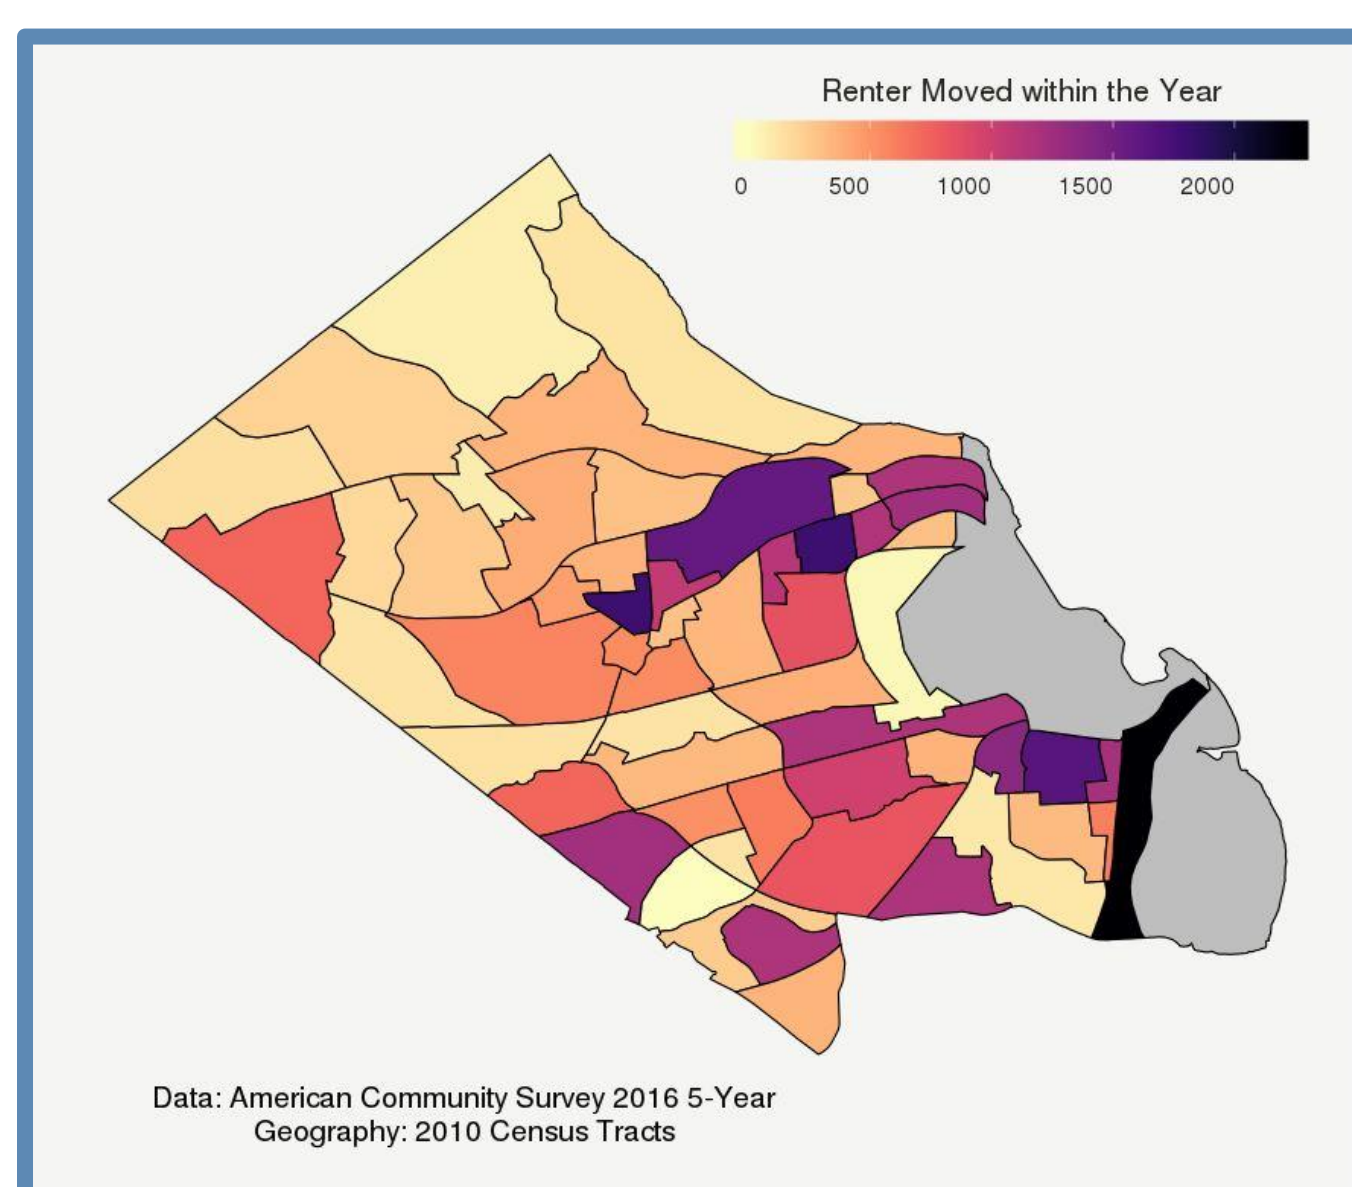 Renter Moved within the Year
0 500 1000 1500 2000
Data: American Community Survey 2016 5-Year
Geography: 2010 Census Tracts